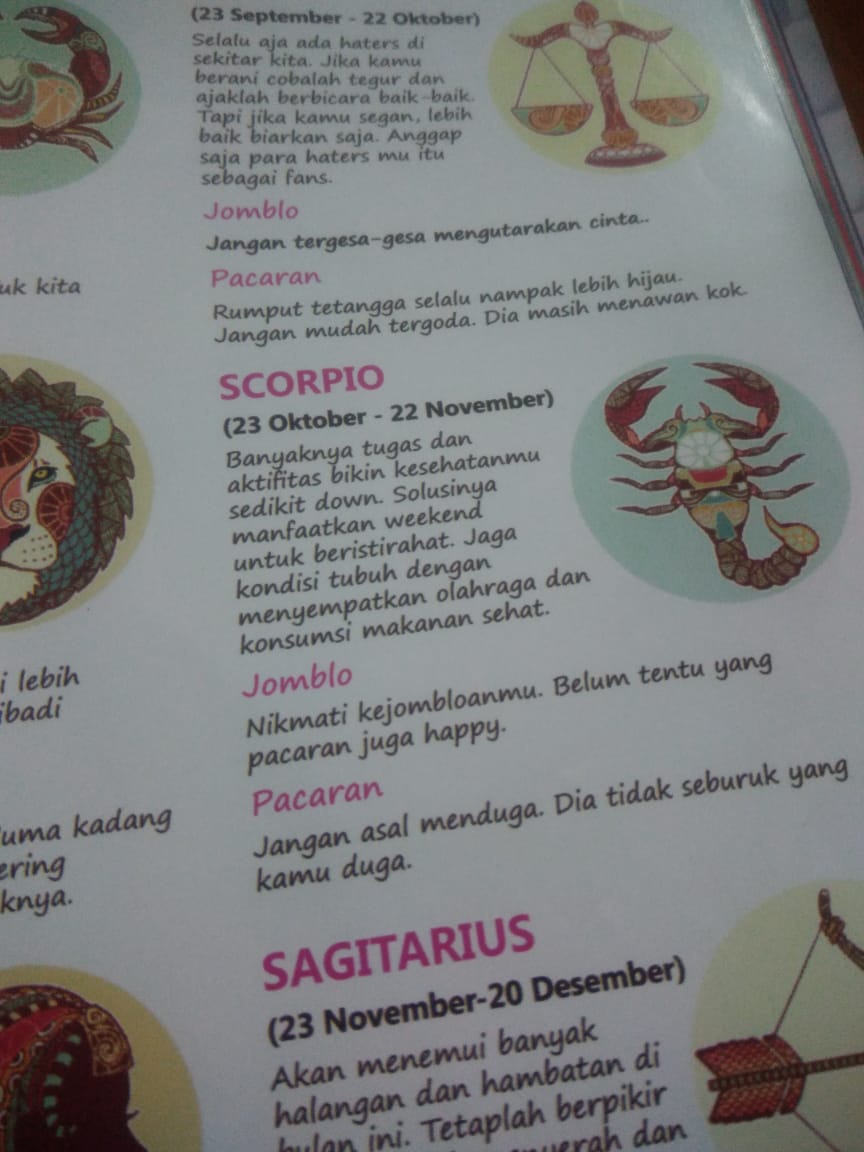 (23 September - 22 Oktober)
Selalu aja ada haters di
sekitar kita. Jika kamu
berani cobalah tegur dan
ajaklah berbicara baik-baik.
Tapi jika kamu segan, lebih
baik biarkan saja. Anggap
saja para haters mu itu
sebagai fans.
Jomblo
Jangan tergesa-gesa mengutarakan cinta..
Pacaran
Rumput tetangga selalu nampak lebih hijau.
Jangan mudah tergoda. Dia masih menawan kok.
SCORPIO
(23 Oktober - 22 November)
Banyaknya tugas dan
aktifitas bikin kesehatanmu
sedikit down. Solusinya
manfaatkan weekend
untuk beristirahat. Jaga
kondisi tubuh dengan
menyempatkan olahraga dan
konsumsi makanan sehat.
Jomblo
Nikmati kejombloanmu. Belum tentu yang
pacaran juga happy.
Pacaran
Jangan asal menduga. Dia tidak seburuk yang
kamu duga.
SAGITARIUS
(23 November-20 Desember)
Akan menemui banyak
halangan dan hambatan di
bulan ini. Tetaplah berpikir
dan
uk kita
i lebih
ibadi
uma kadang
ering
knya.